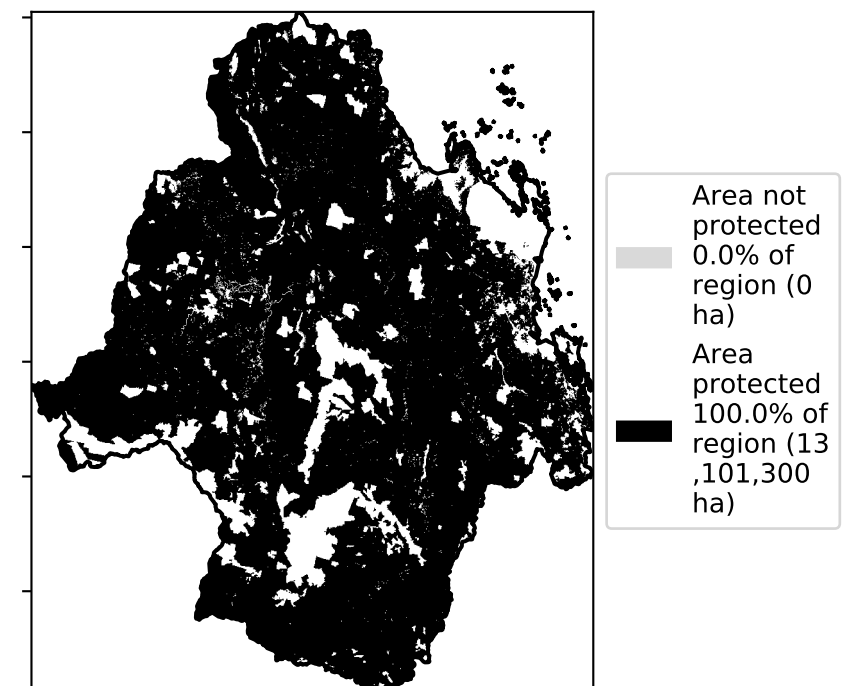 Area not
protected
0.0% of
region (0
ha)
Area
protected
100.0% of
region (13
,101,300
ha)